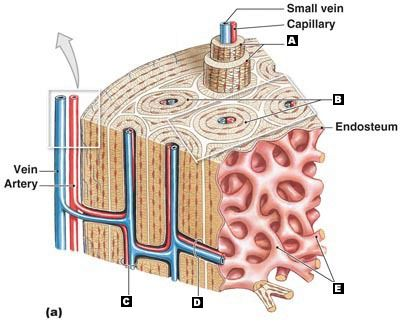 Small vein
Capillary
A
B
Endosteum
Vein
Artery
E
C
D
(a)